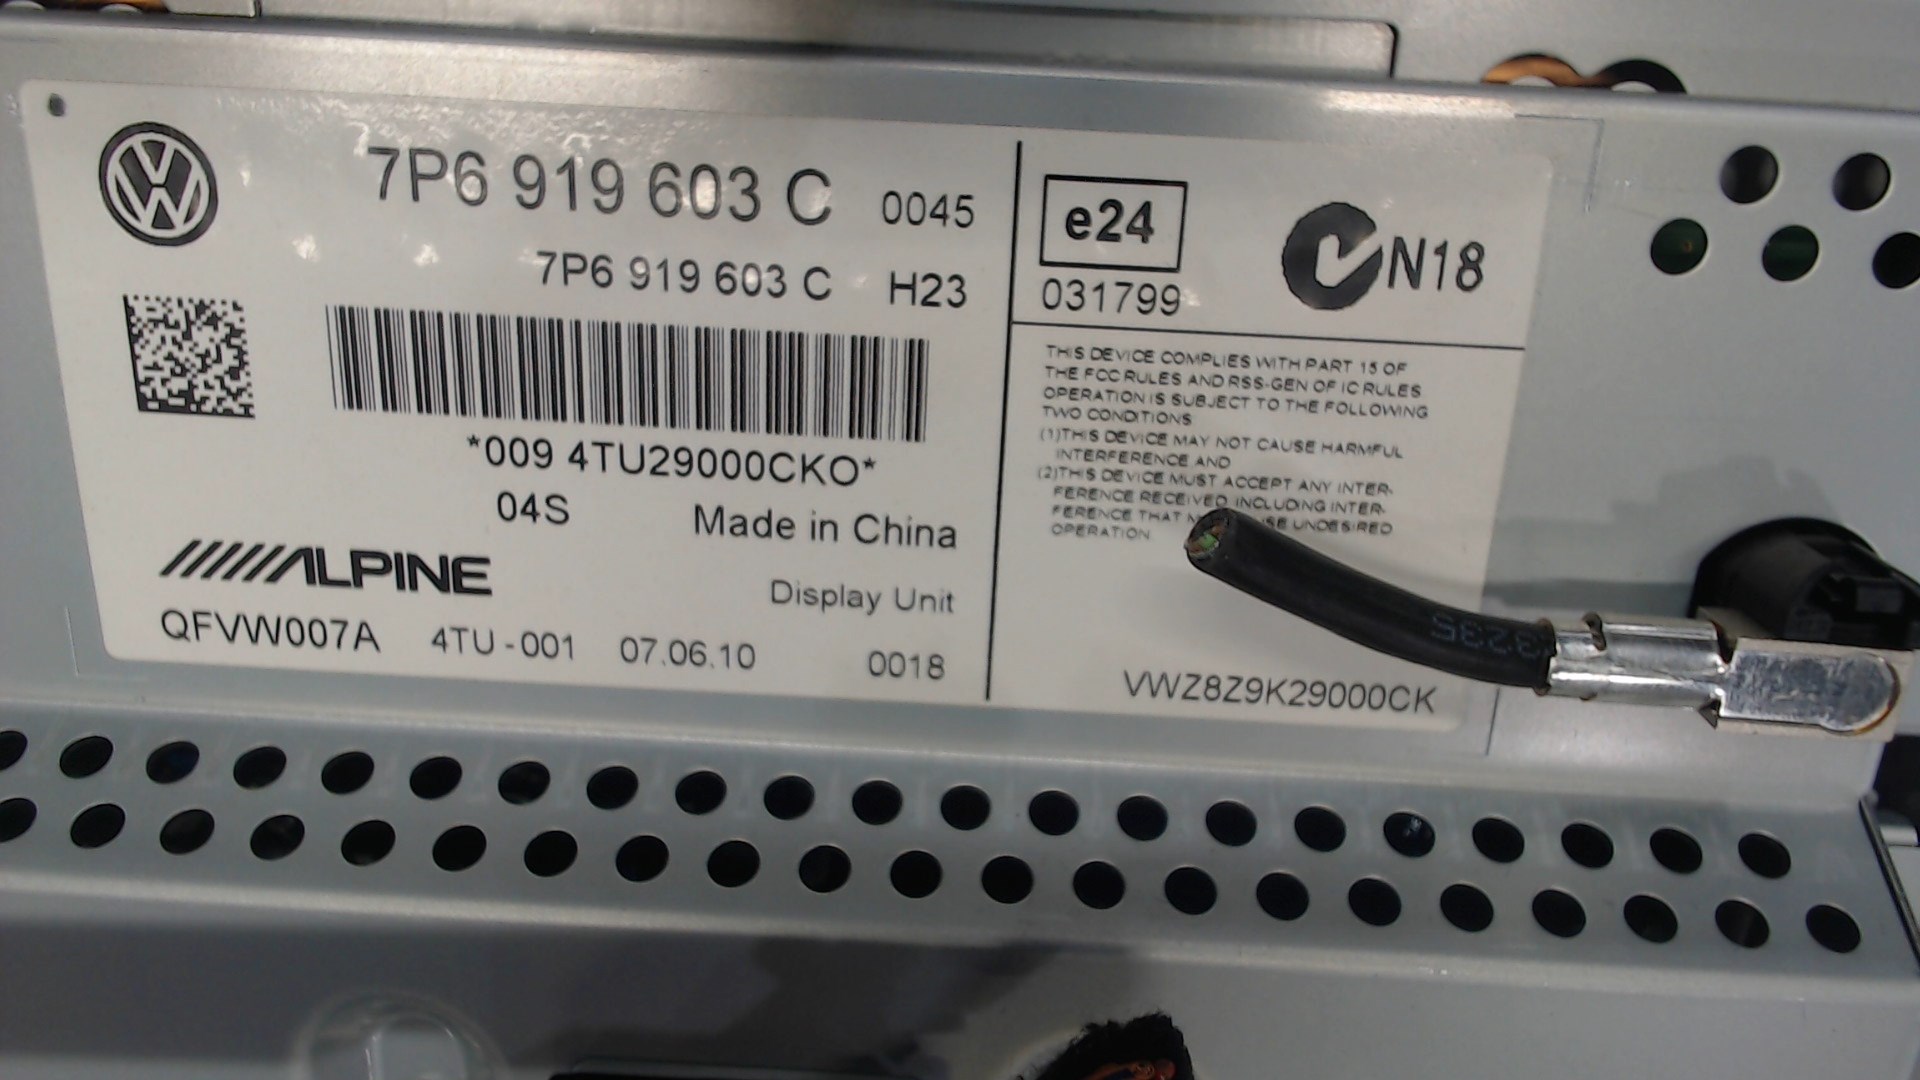 7P6 919 603 C 0045
7P6 919 603 C H23
*009 4TU29000CKO*
04S Made in China
ALPINE
Display Unit
QFVW007A 4TU-001 07.06.10 0018
e24
031799
N18
THIS DEVICE COMPLIES WITH PART 15 OF
THE FCC RULES AND RSS-GEN OF IC RULES
OPERATION IS SUBJECT TO THE FOLLOWING
TWO CONDITIONS
(1)THIS DEVICE MAY NOT CAUSE HARMFUL
INTERFERENCE AND
(2)THIS DEVICE MUST ACCEPT ANY INTER-
FERENCE RECEIVED INCLUDING INTER-
FERENCE THAT UNDESIRED
OPERATION
VWZ8Z9K29000CK